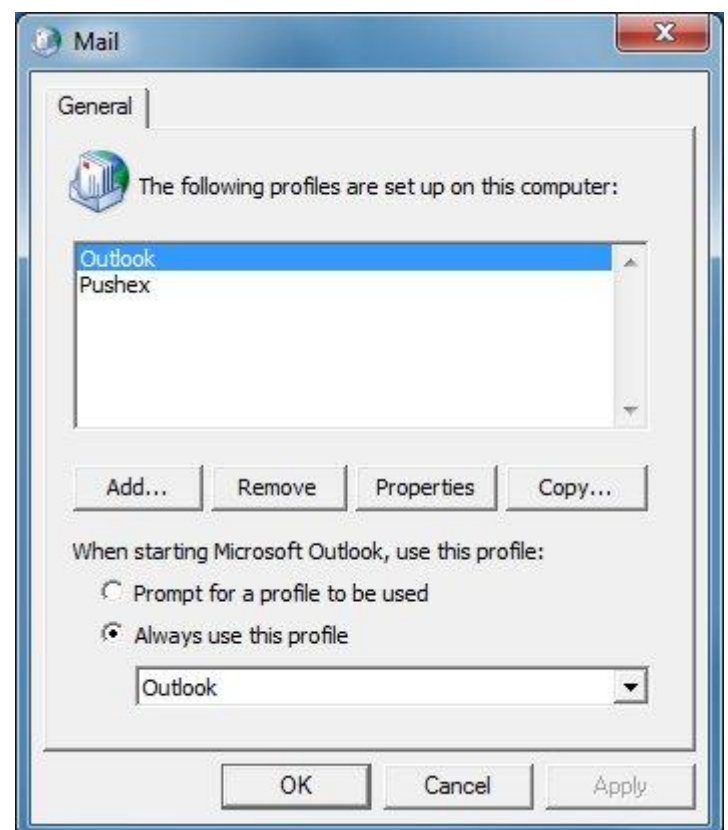 Mail
General
The following profiles are set up on this computer:
Outlook
Pushex
Add... Remove Properties Copy...
When starting Microsoft Outlook, use this profile:
Prompt for a profile to be used
Always use this profile
Outlook
OK Cancel Apply